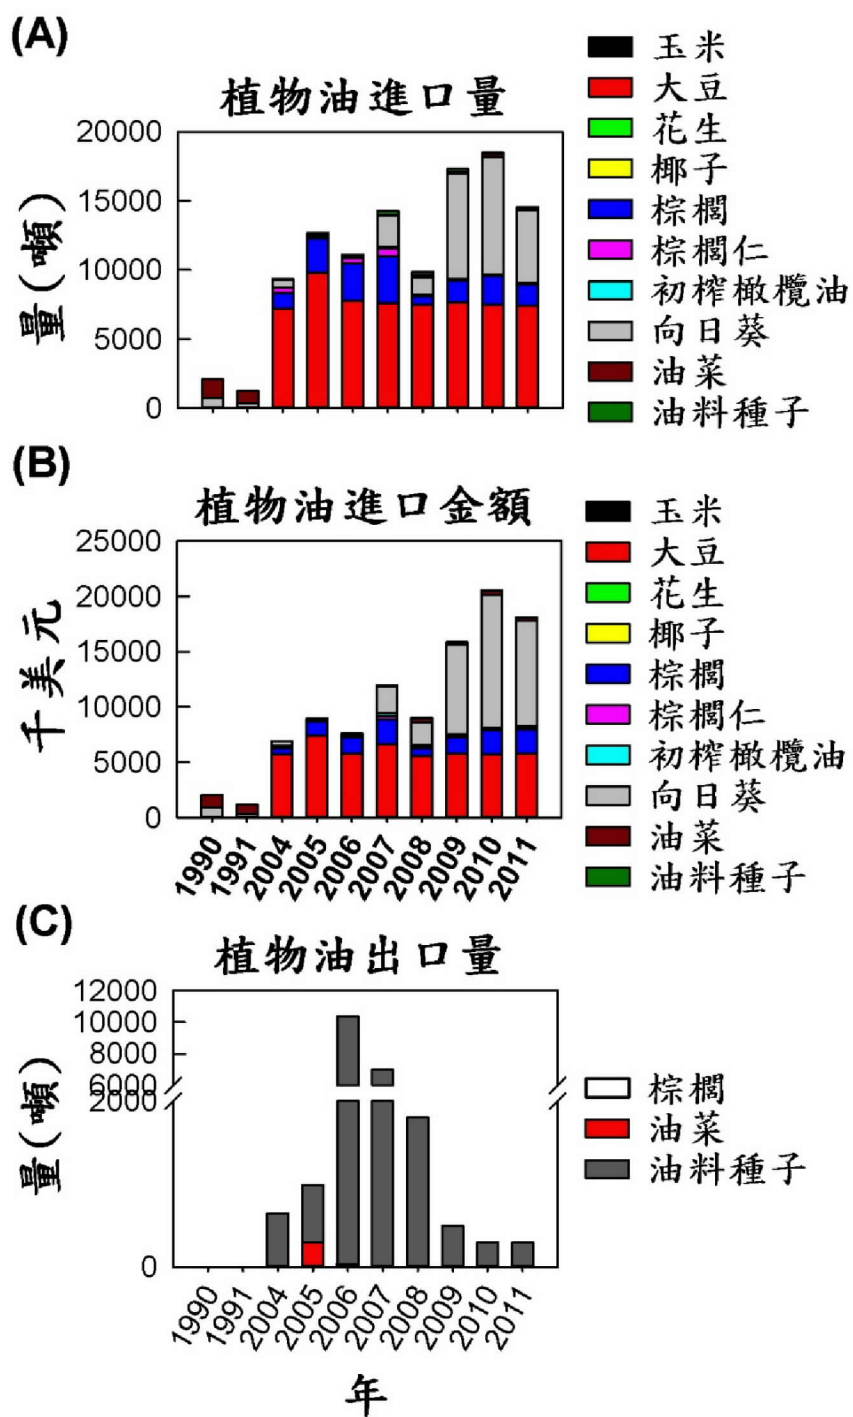 (A)
植物油進口量
20000
15000
10000
5000
0
量(噸)
玉米
大豆
花生
椰子
棕櫚
棕櫚仁
初榨橄欖油
向日葵
油菜
油料種子
(B)
植物油進口金額
25000
20000
15000
10000
5000
0
千美元
1990 1991 2004 2005 2006 2007 2008 2009 2010 2011
玉米
大豆
花生
椰子
棕櫚
棕櫚仁
初榨橄欖油
向日葵
油菜
油料種子
(C)
植物油出口量
12000
10000
8000
6000
2000
0
量(噸)
1990 1991 2004 2005 2006 2007 2008 2009 2010 2011
年
棕櫚
油菜
油料種子